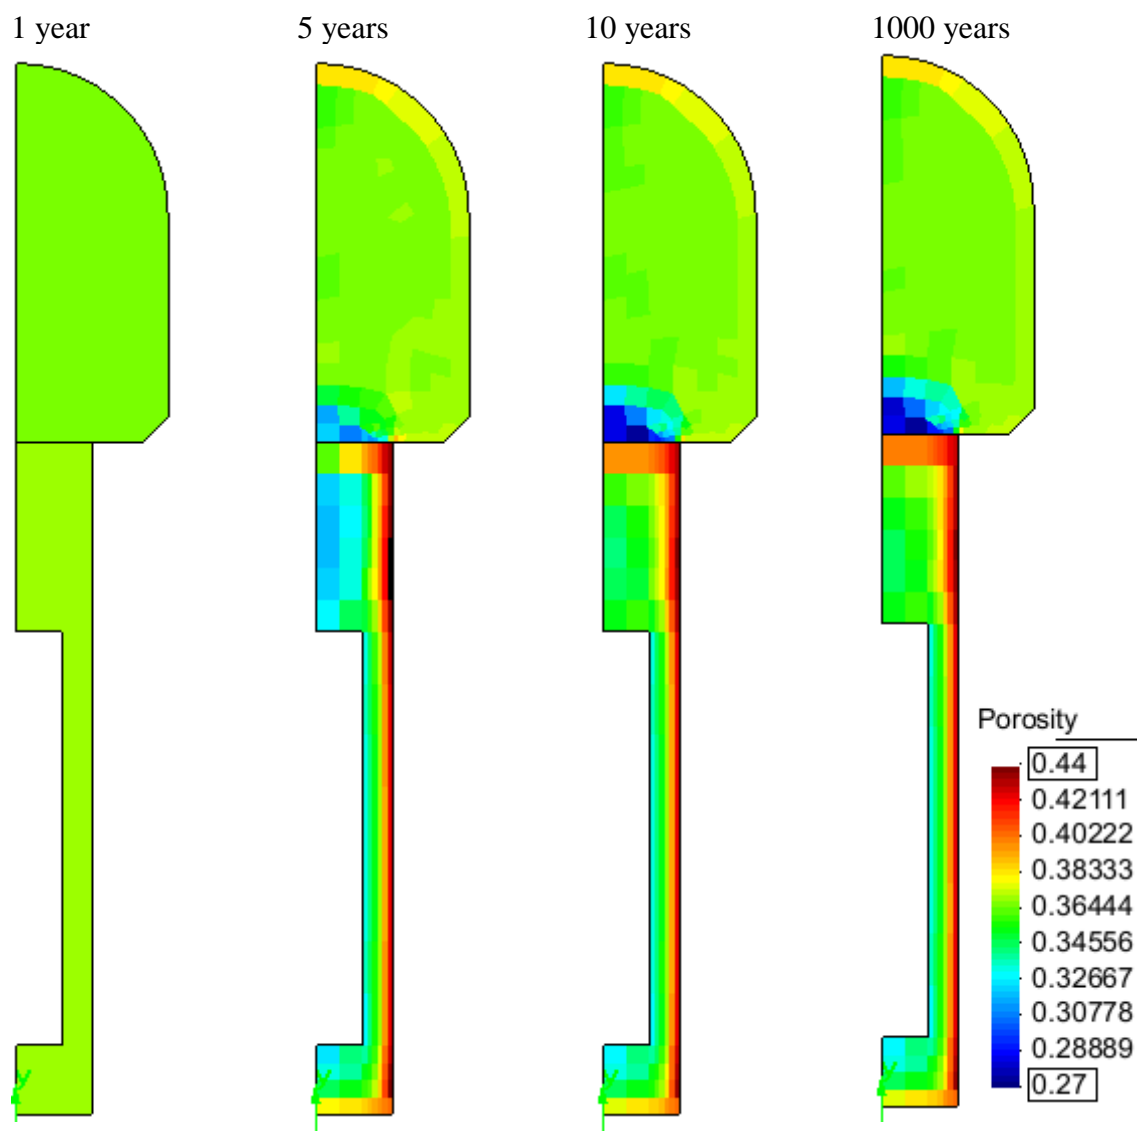 1 year
5 years
10 years
1000 years
Porosity
0.44
0.42111
0.40222
0.38333
0.36444
0.34556
0.32667
0.30778
0.28889
0.27
y
y
y
y